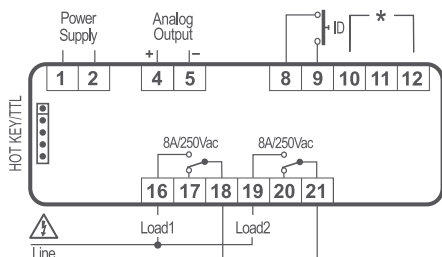 Power Supply
Analog Output
+ –
ID
*
1 2 4 5 8 9 10 11 12
HOT KEY/TTL
8A/250Vac 8A/250Vac
16 17 18 19 20 21
Load1 Load2
Line